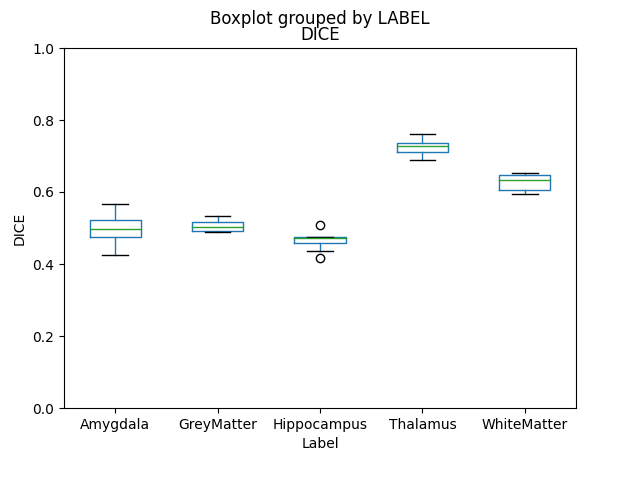 Boxplot grouped by LABEL
DICE
1.0
0.8
0.6
0.4
0.2
0.0
DICE
Amygdala GreyMatter Hippocampus Thalamus WhiteMatter
Label